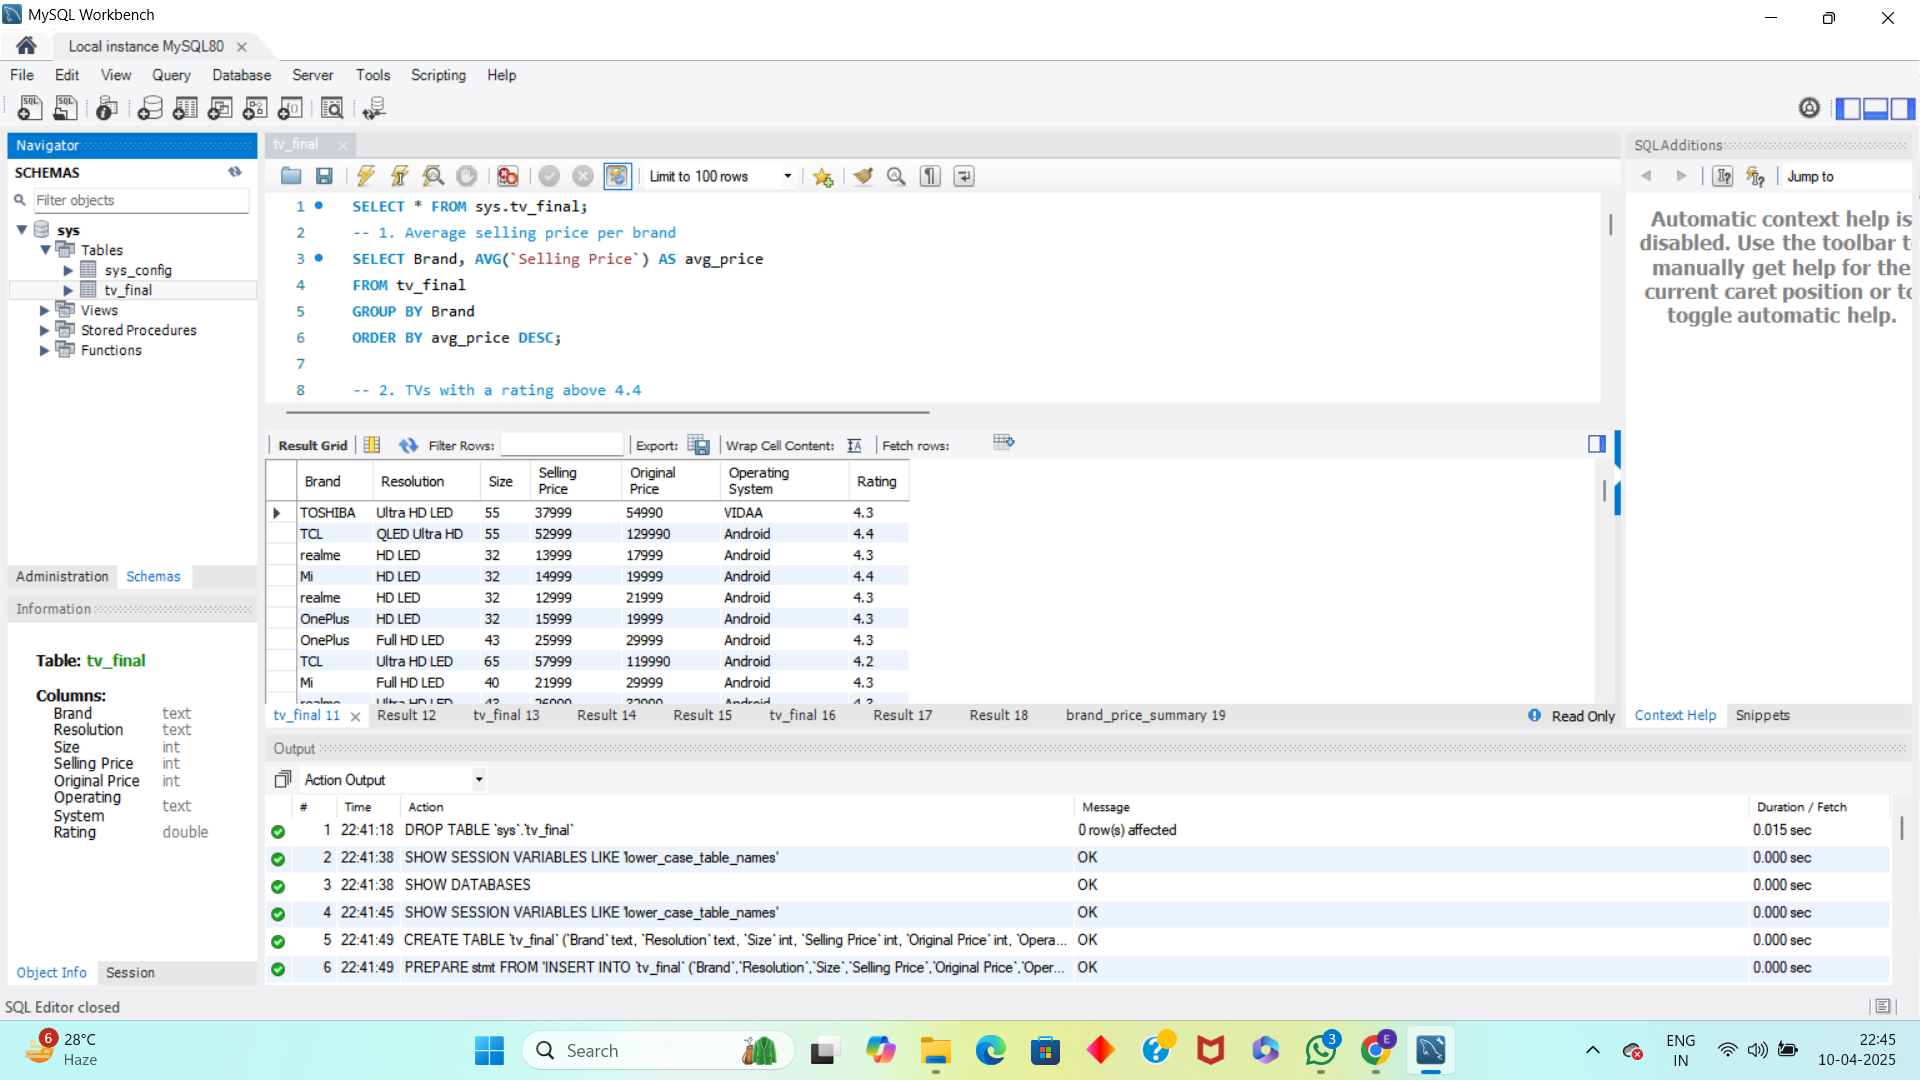 MySQL Workbench
Local instance MySQL80
File Edit View Query Database Server Tools Scripting Help
Navigator
SCHEMAS
Filter objects
sys
Tables
sys_config
tv_final
Views
Stored Procedures
Functions
Administration Schemas
Information
Table: tv_final
Columns:
Brand text
Resolution text
Size int
Selling Price int
Original Price int
Operating System text
Rating double
Object Info Session
tv_final
Limit to 100 rows
1 SELECT * FROM sys.tv_final;
2 -- 1. Average selling price per brand
3 SELECT Brand, AVG(`Selling Price`) AS avg_price
4 FROM tv_final
5 GROUP BY Brand
6 ORDER BY avg_price DESC;
7
8 -- 2. TVs with a rating above 4.4
Result Grid Filter Rows: Export: Wrap Cell Content: Fetch rows:
Brand Resolution Size Selling Price Original Price Operating System Rating
TOSHIBA Ultra HD LED 55 37999 54990 VIDAA 4.3
TCL QLED Ultra HD 55 52999 129990 Android 4.4
realme HD LED 32 13999 17999 Android 4.3
Mi HD LED 32 14999 19999 Android 4.4
realme HD LED 32 12999 21999 Android 4.3
OnePlus HD LED 32 15999 19999 Android 4.3
OnePlus Full HD LED 43 25999 29999 Android 4.3
TCL Ultra HD LED 65 57999 119990 Android 4.2
Mi Full HD LED 40 21999 29999 Android 4.3
tv_final 11 Result 12 tv_final 13 Result 14 Result 15 tv_final 16 Result 17 Result 18 brand_price_summary 19
Read Only
SQLAdditions
Jump to
Automatic context help is
disabled. Use the toolbar t
manually get help for the
current caret position or to
toggle automatic help.
Context Help Snippets
Output
Action Output
# Time Action Message Duration / Fetch
1 22:41:18 DROP TABLE `sys`.`tv_final` 0 row(s) affected 0.015 sec
2 22:41:38 SHOW SESSION VARIABLES LIKE 'lower_case_table_names' OK 0.000 sec
3 22:41:38 SHOW DATABASES OK 0.000 sec
4 22:41:45 SHOW SESSION VARIABLES LIKE 'lower_case_table_names' OK 0.000 sec
5 22:41:49 CREATE TABLE `tv_final` (`Brand` text, `Resolution` text, `Size` int, `Selling Price` int, `Original Price` int, `Opera... OK 0.000 sec
6 22:41:49 PREPARE stmt FROM 'INSERT INTO `tv_final` (`Brand`,`Resolution`,`Size`,`Selling Price`,`Original Price`,`Oper... OK 0.000 sec
SQL Editor closed
6
28°C
Haze
Search
3
E
ENG
IN
22:45
10-04-2025